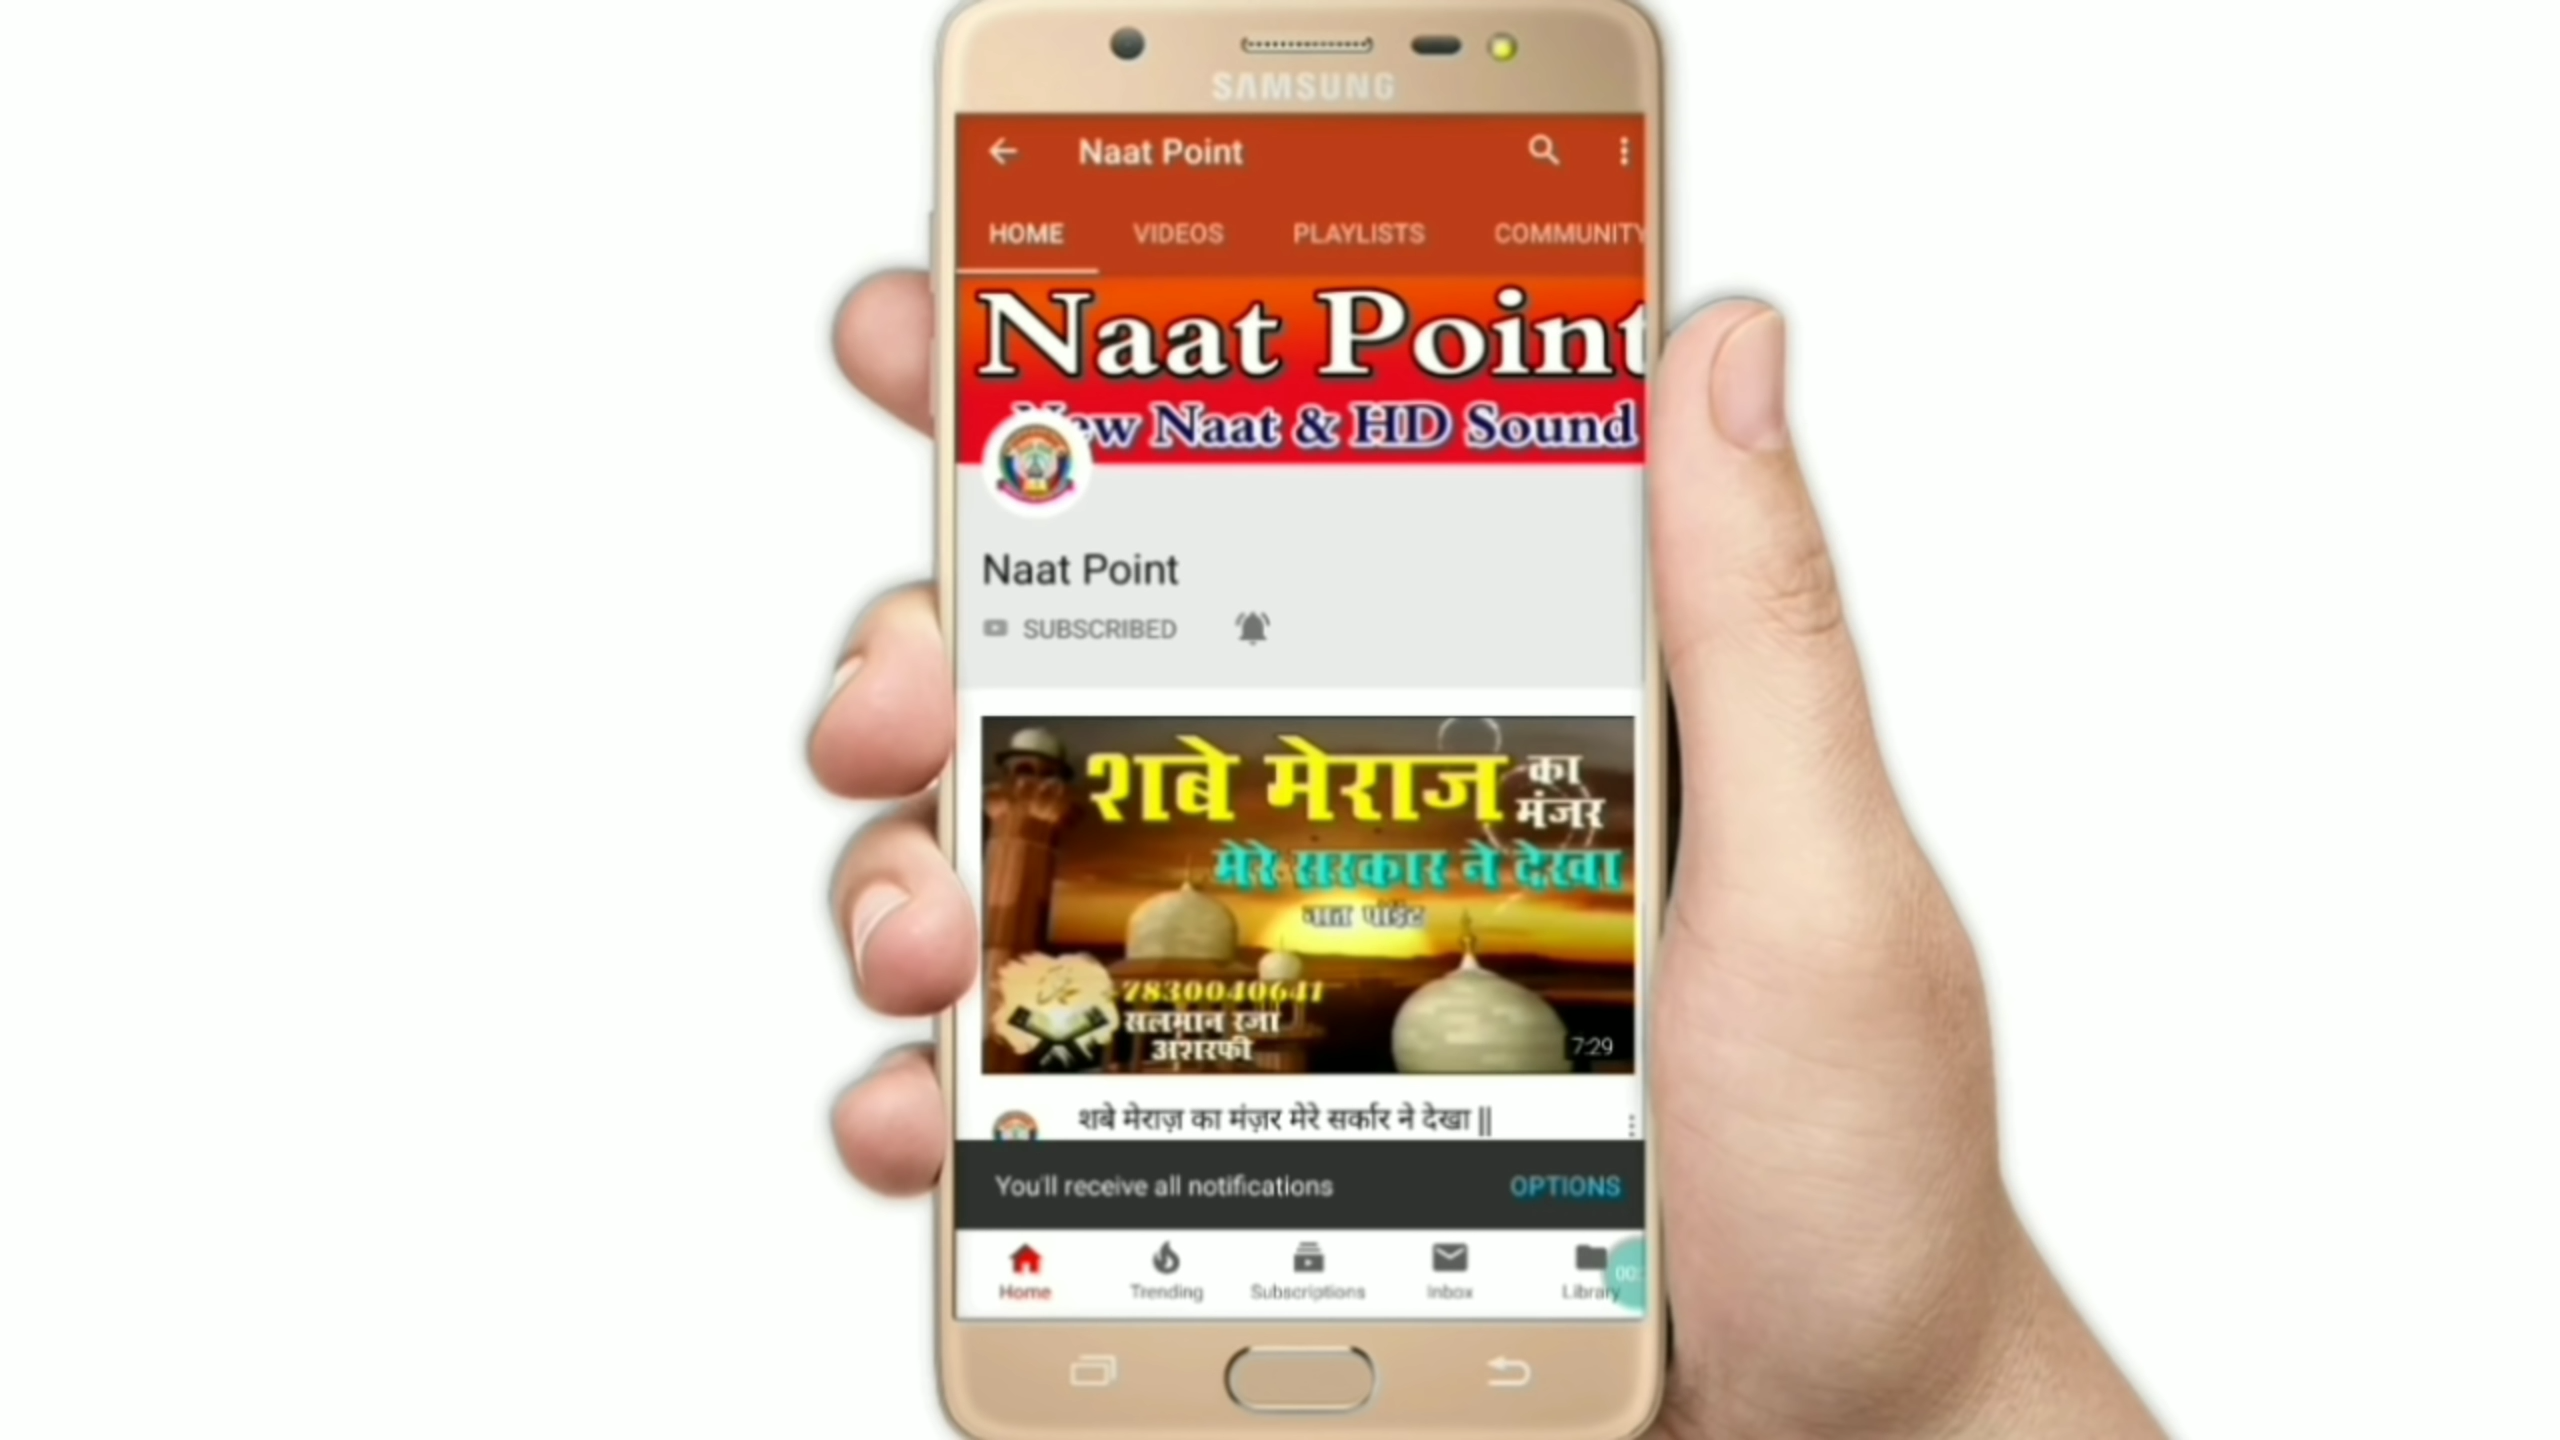 SAMSUNG
Naat Point
HOME VIDEOS PLAYLISTS COMMUNITY
Naat Point
New Naat & HD Sound
Naat Point
SUBSCRIBED
शबे मेराज़ का
मंजर
मेरे सरकार ने देखा
नात पॉइंट
7830040641
सलमान रजा
अशरफी
7:29
शबे मेराज़ का मंज़र मेरे सर्कार ने देखा ||
You'll receive all notifications OPTIONS
Home Trending Subscriptions Inbox Library
00: